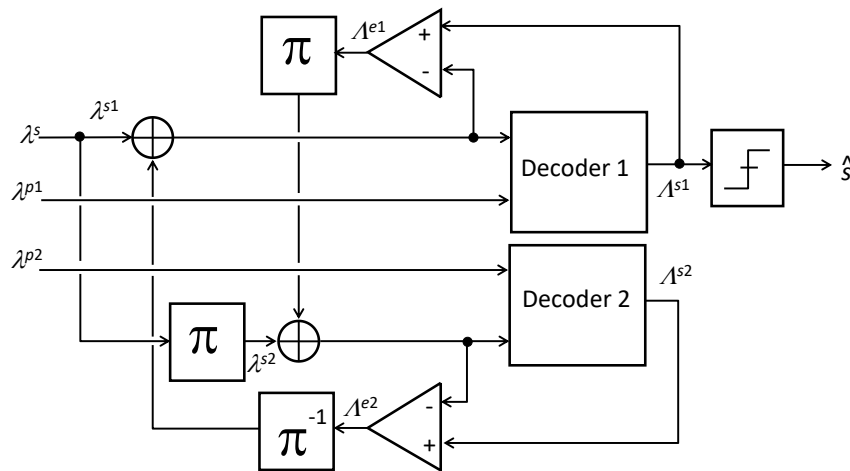 π
Λᵉ¹
+
-
λˢ
λˢ¹
Decoder 1
Λˢ¹
ŝ
λᵖ¹
λᵖ²
Decoder 2
Λˢ²
π
λˢ²
π⁻¹
Λᵉ²
-
+